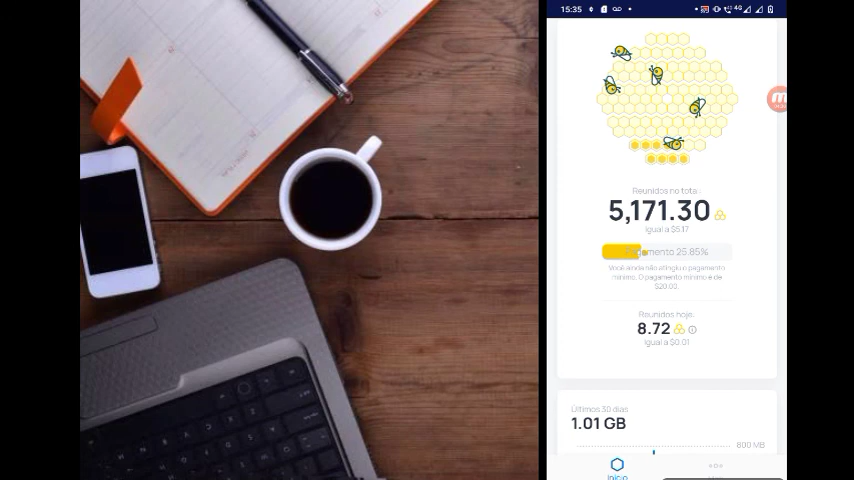 15:35
4G
Reunidos no total:
5,171.30
Igual a $5.17
Pagamento 25.85%
Você ainda não atingiu o pagamento
mínimo. O pagamento mínimo é de
$20.00.
Reunidos hoje:
8.72
Igual a $0.01
Últimos 30 dias
1.01 GB
800 MB
Início